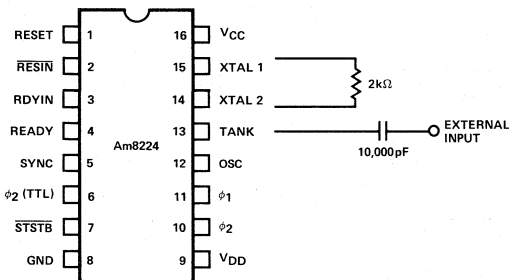 RESET 1 16 VCC
RESIN 2 15 XTAL 1
2kΩ
RDYIN 3 14 XTAL 2
READY 4 13 TANK EXTERNAL
INPUT
Am8224
10,000pF
SYNC 5 12 OSC
ϕ2 (TTL) 6 11 ϕ1
STSTB 7 10 ϕ2
GND 8 9 VDD